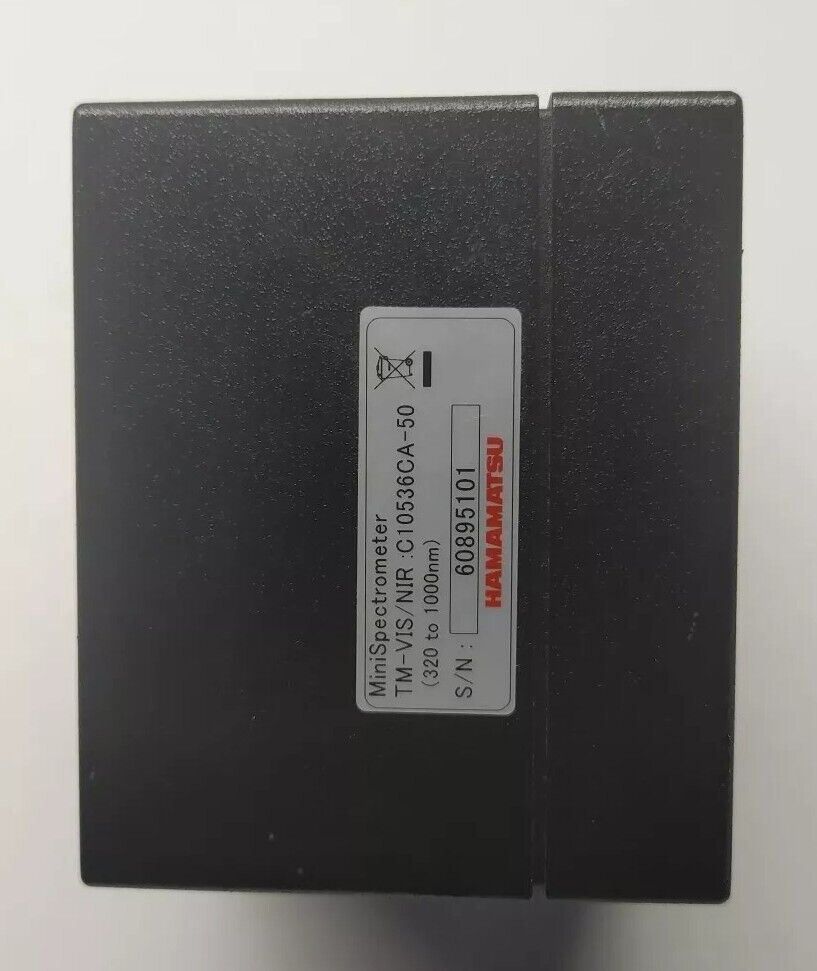 MiniSpectrometer
TM-VIS/NIR :C10536CA-50
(320 to 1000nm)
S/N : 60895101
HAMAMATSU